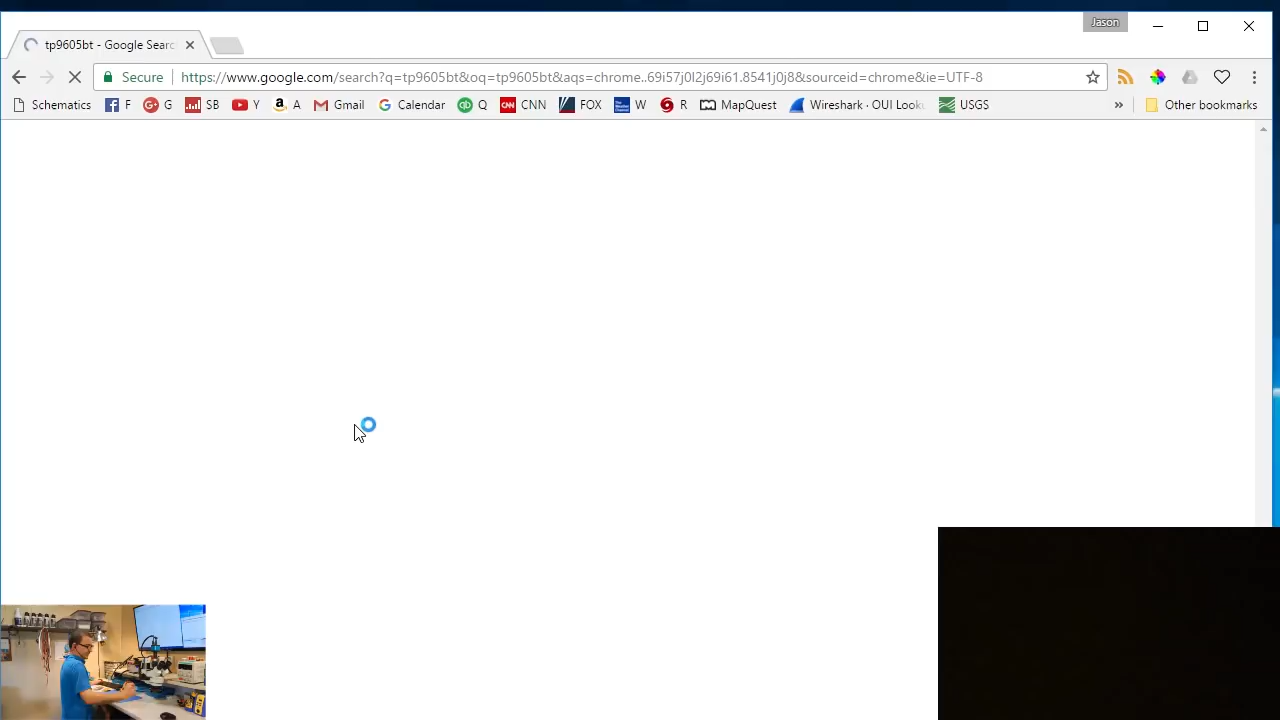 Jason
tp9605bt - Google Searc
Secure https://www.google.com/search?q=tp9605bt&oq=tp9605bt&aqs=chrome..69i57j0l2j69i61.8541j0j8&sourceid=chrome&ie=UTF-8
Schematics F G SB Y A Gmail Calendar Q CNN FOX W R MapQuest Wireshark · OUI Looku USGS » Other bookmarks